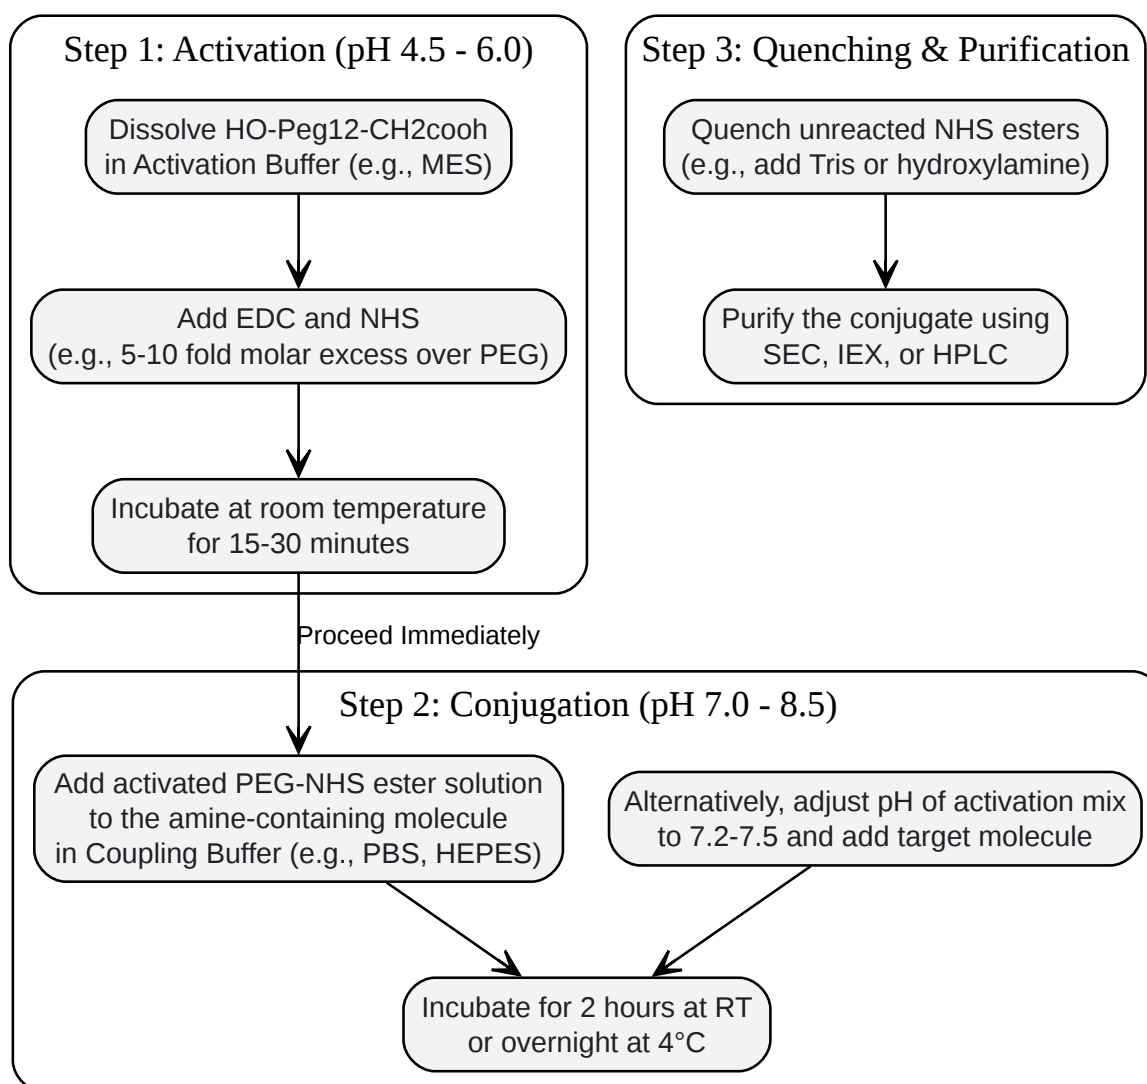 Step 1: Activation (pH 4.5 - 6.0)
Dissolve HO-Peg12-CH2cooh
in Activation Buffer (e.g., MES)
Add EDC and NHS
(e.g., 5-10 fold molar excess over PEG)
Incubate at room temperature
for 15-30 minutes
Proceed Immediately
Step 2: Conjugation (pH 7.0 - 8.5)
Add activated PEG-NHS ester solution
to the amine-containing molecule
in Coupling Buffer (e.g., PBS, HEPES)
Alternatively, adjust pH of activation mix
to 7.2-7.5 and add target molecule
Incubate for 2 hours at RT
or overnight at 4°C
Step 3: Quenching & Purification
Quench unreacted NHS esters
(e.g., add Tris or hydroxylamine)
Purify the conjugate using
SEC, IEX, or HPLC